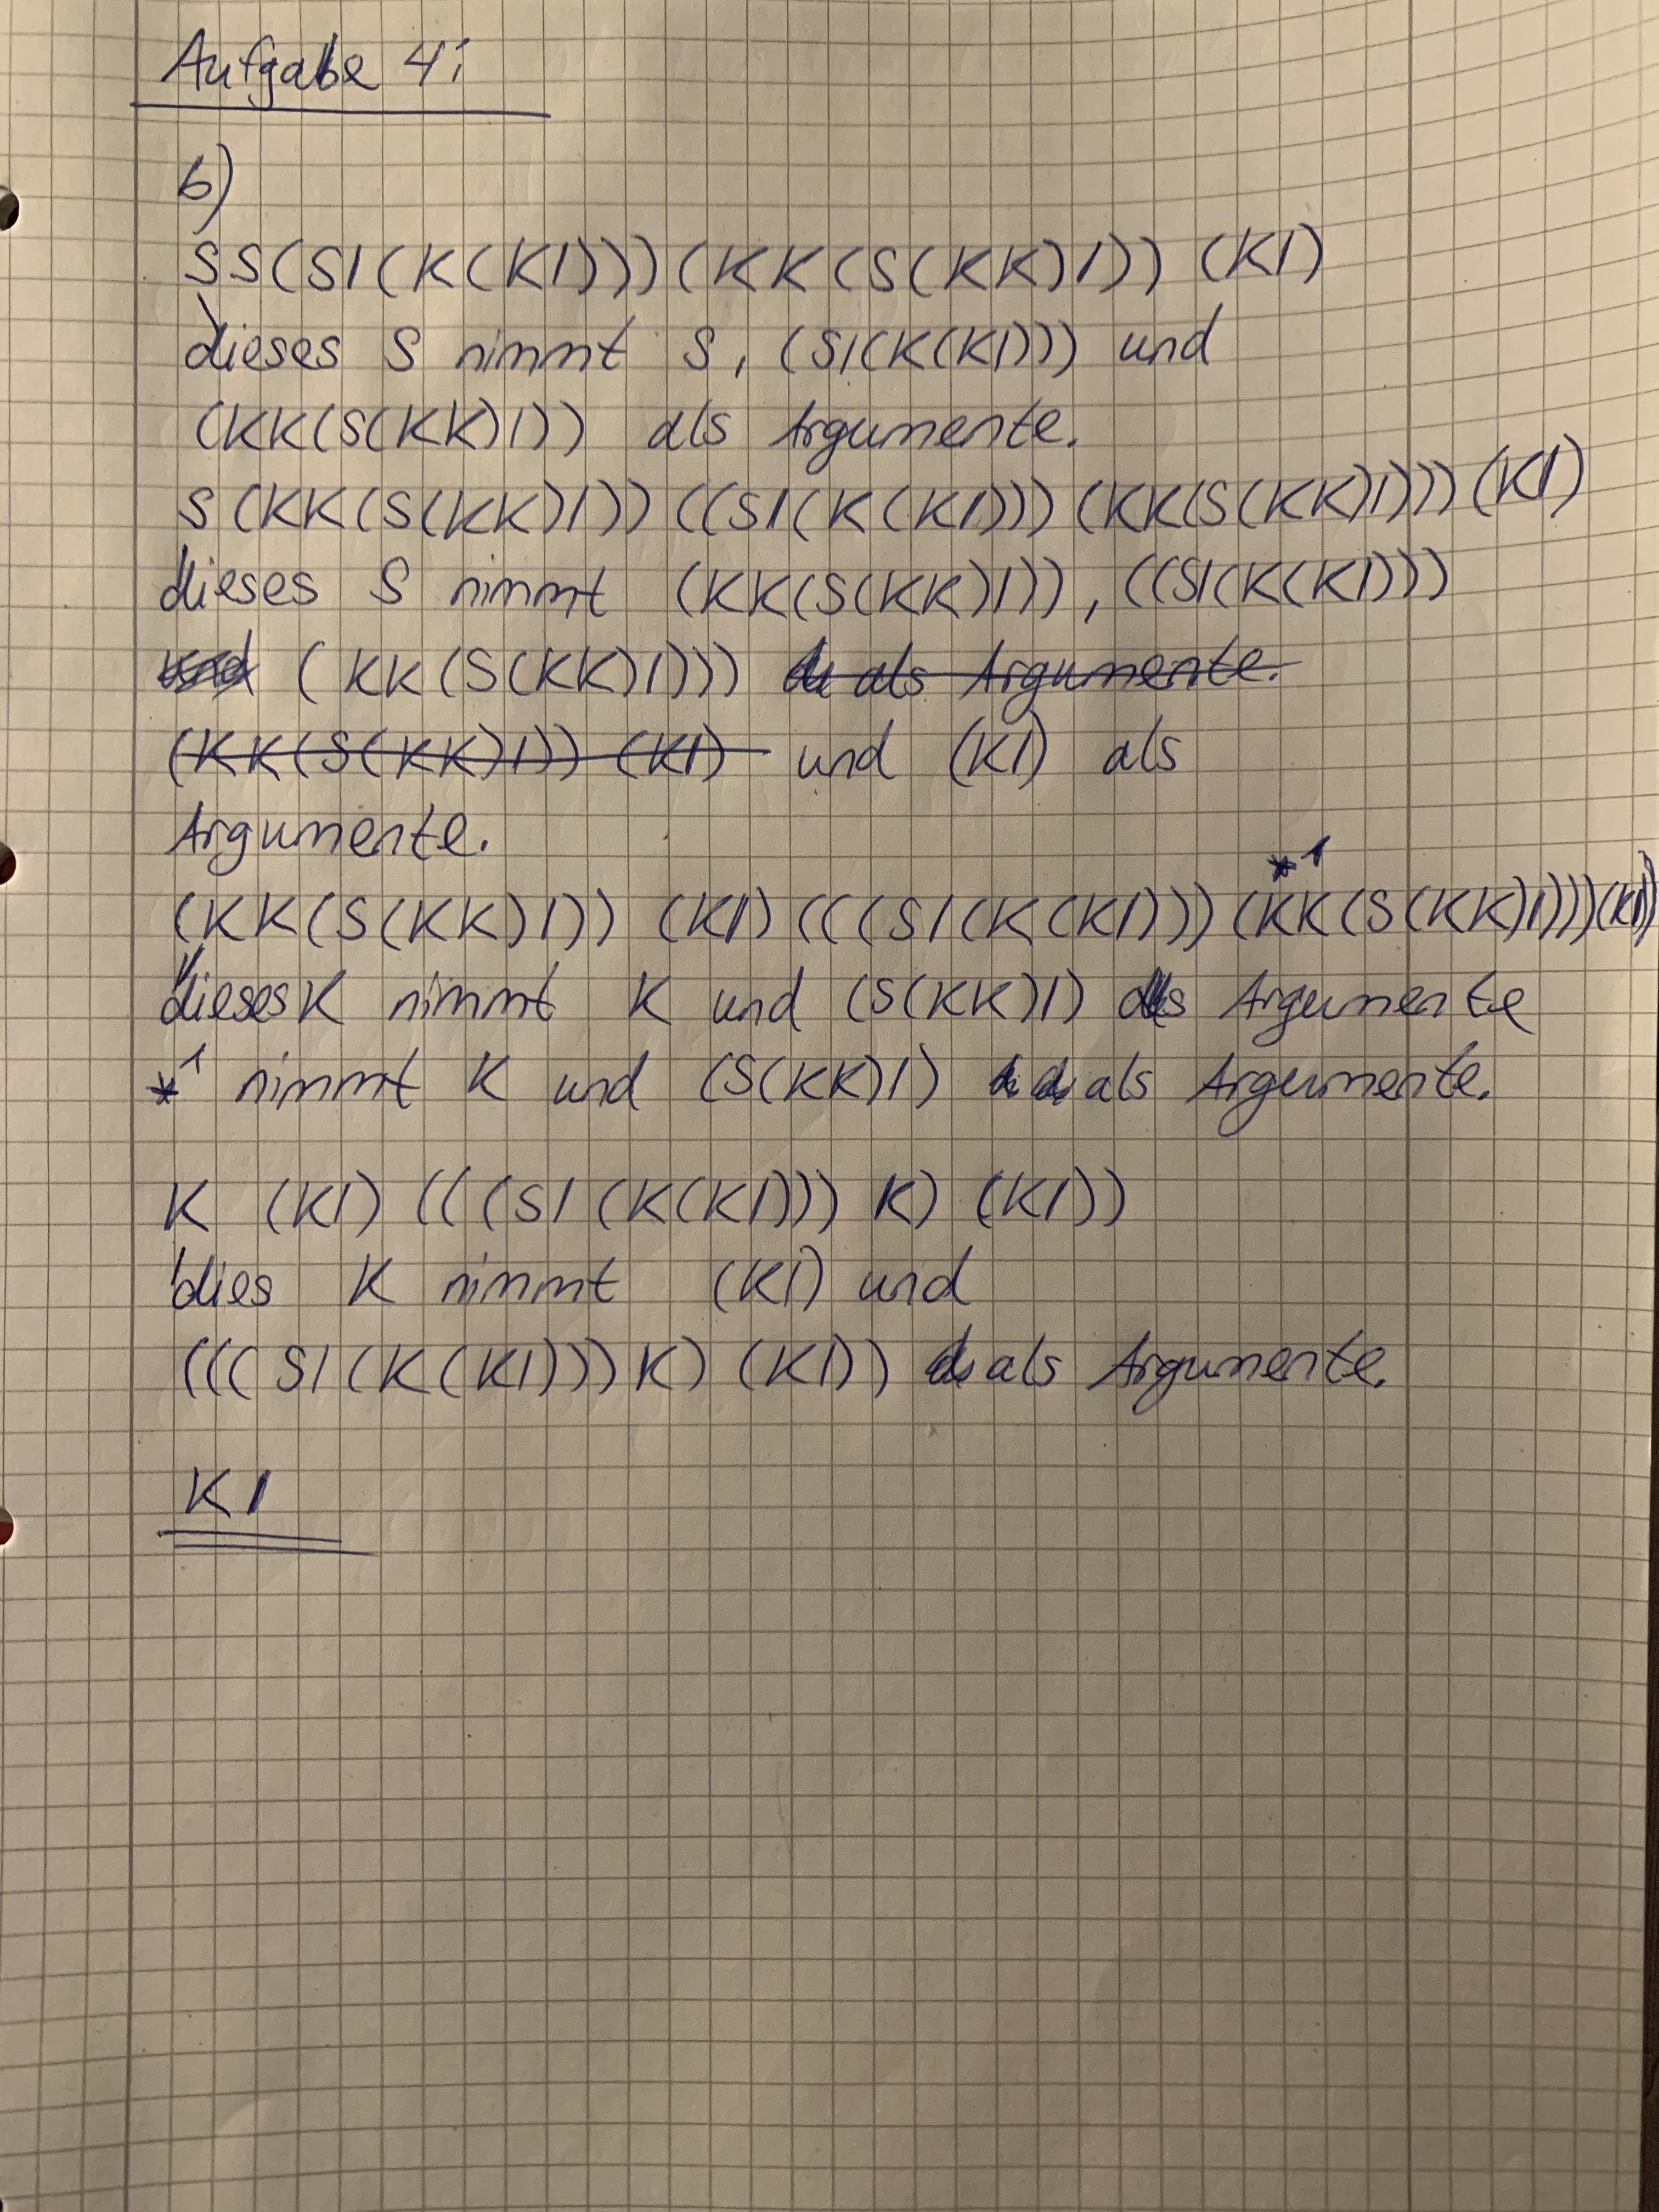 Aufgabe 4:
b)
SS(SI(K(KI)))(KK(S(KK)I)) (KI)
dieses S nimmt S, (SI(K(KI))) und
(KK(S(KK)I)) als Argumente.
S(KK(S(KK)I))((SI(K(KI)))(KK(S(KK)I)))(KI)
dieses S nimmt (KK(S(KK)I)), ((SI(K(KI)))
und (KK(S(KK)I))) als Argumente.
(KK(S(KK)I)) (KI) und (KI) als
Argumente.
*1
(KK(S(KK)I)) (KI) (((SI(K(KI)))(KK(S(KK)I)))(KI))
dieses K nimmt K und (S(KK)I) als Argumente
*1 nimmt K und (S(KK)I) als Argumente.
K (KI) (((SI(K(KI))) K) (KI))
dies K nimmt (KI) und
(((SI(K(KI)))K) (KI)) als Argumente.
KI